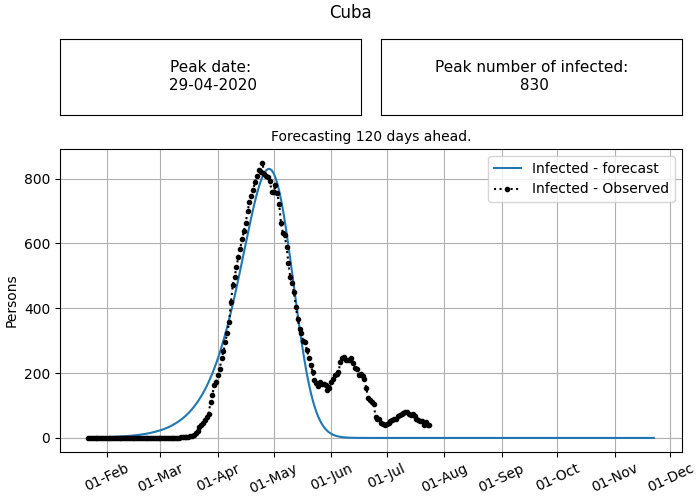 Cuba
Peak date:
29-04-2020
Peak number of infected:
830
Forecasting 120 days ahead.
Infected - forecast
Infected - Observed
Persons
800
600
400
200
0
01-Feb
01-Mar
01-Apr
01-May
01-Jun
01-Jul
01-Aug
01-Sep
01-Oct
01-Nov
01-Dec